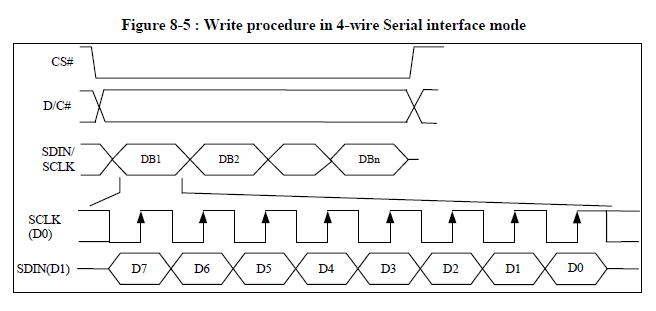 Figure 8-5 : Write procedure in 4-wire Serial interface mode
CS#
D/C#
SDIN/
SCLK
DB1 DB2 DBn
SCLK
(D0)
SDIN(D1) D7 D6 D5 D4 D3 D2 D1 D0